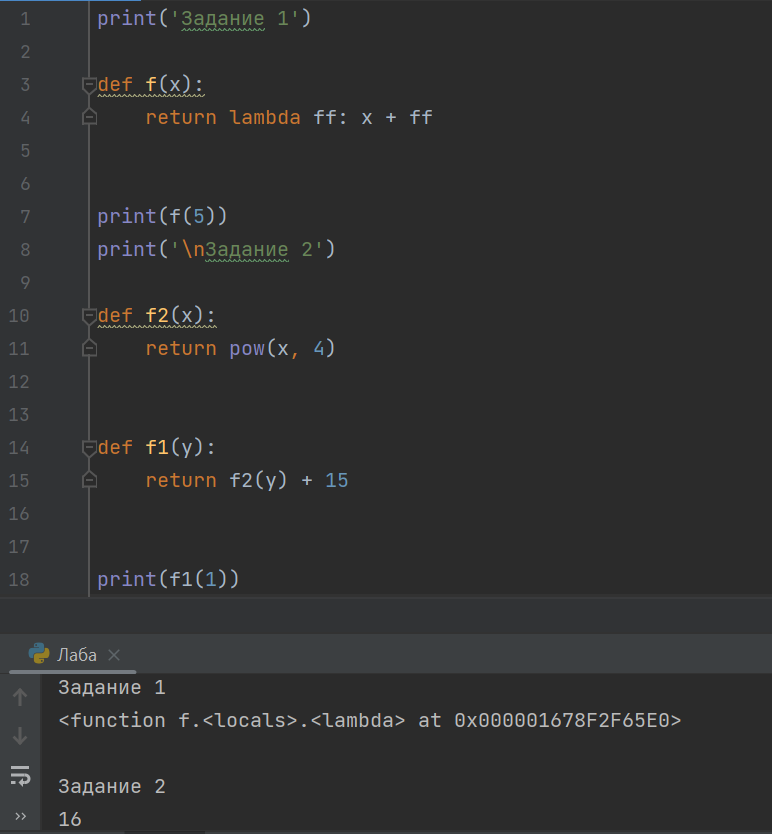 1 print('Задание 1')
2
3 def f(x):
4     return lambda ff: x + ff
5
6
7 print(f(5))
8 print('\nЗадание 2')
9
10 def f2(x):
11     return pow(x, 4)
12
13
14 def f1(y):
15     return f2(y) + 15
16
17
18 print(f1(1))
Лаба
Задание 1
<function f.<locals>.<lambda> at 0x000001678F2F65E0>
Задание 2
16